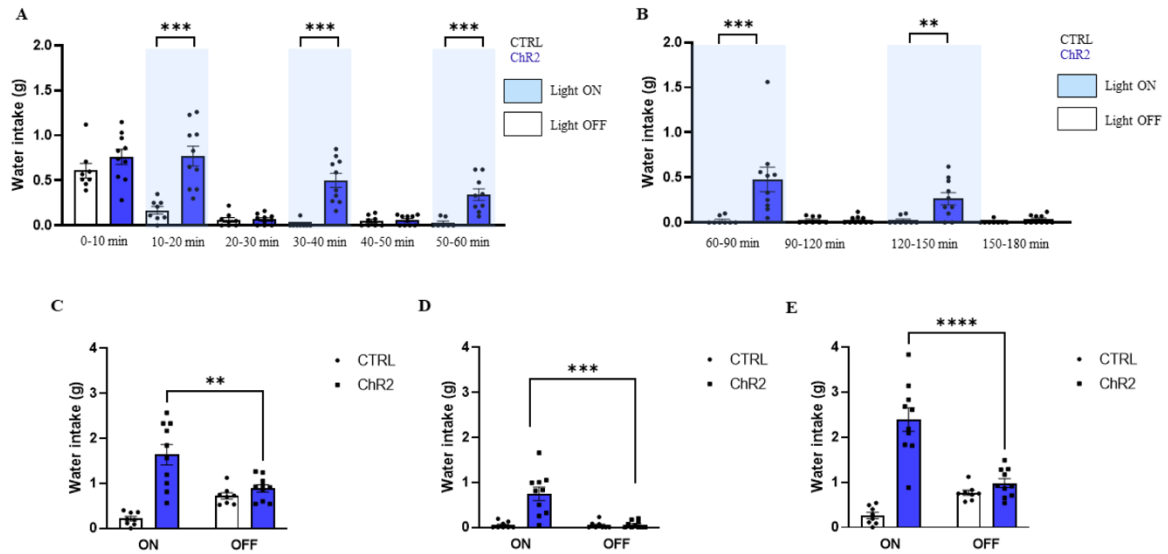 A
*** *** ***
CTRL
ChR2
Light ON
Light OFF
Water intake (g)
2.0
1.5
1.0
0.5
0.0
0-10 min 10-20 min 20-30 min 30-40 min 40-50 min 50-60 min
B
*** **
CTRL
ChR2
Light ON
Light OFF
Water intake (g)
2.0
1.5
1.0
0.5
0.0
60-90 min 90-120 min 120-150 min 150-180 min
C
**
CTRL
ChR2
Water intake (g)
4
3
2
1
0
ON OFF
D
***
CTRL
ChR2
Water intake (g)
4
3
2
1
0
ON OFF
E
****
CTRL
ChR2
Water intake (g)
4
3
2
1
0
ON OFF